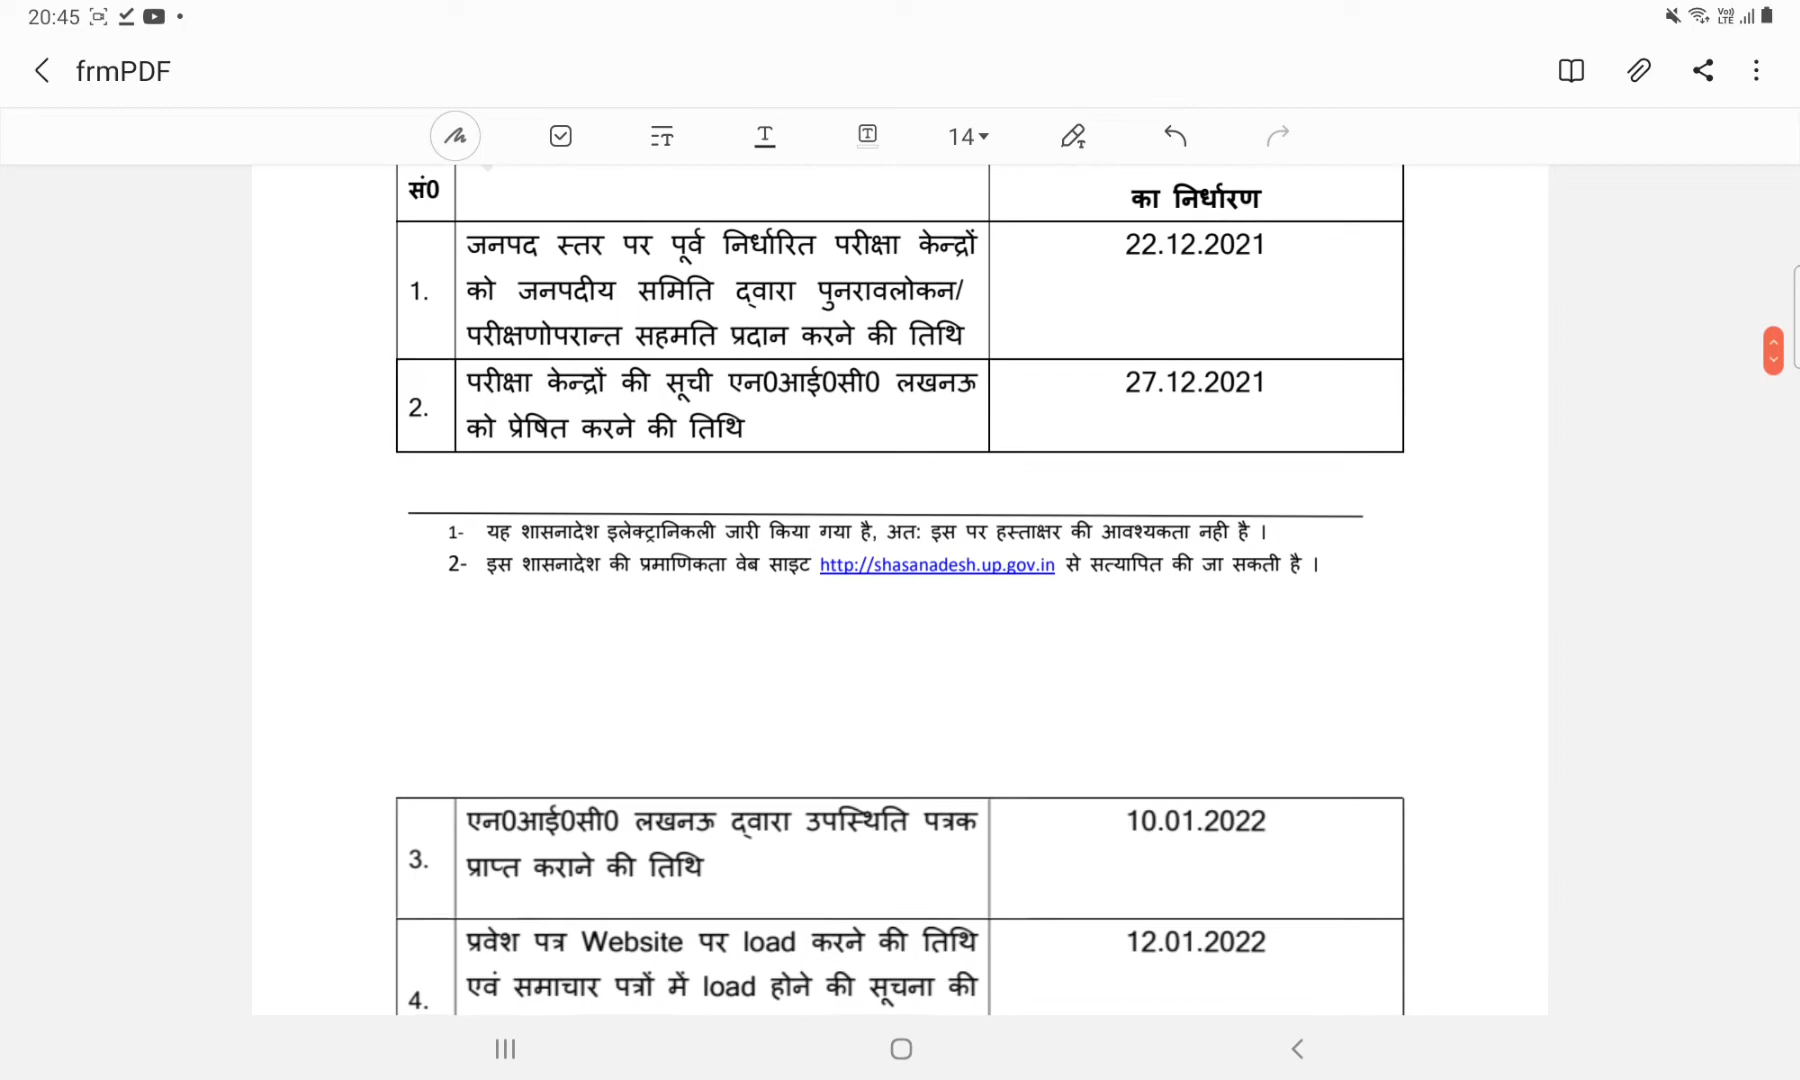 20:45
frmPDF
14
सं0
का निर्धारण
1.
जनपद स्तर पर पूर्व निर्धारित परीक्षा केन्द्रों
को जनपदीय समिति द्वारा पुनरावलोकन/
परीक्षणोपरान्त सहमति प्रदान करने की तिथि
22.12.2021
2.
परीक्षा केन्द्रों की सूची एन0आई0सी0 लखनऊ
को प्रेषित करने की तिथि
27.12.2021
1- यह शासनादेश इलेक्ट्रानिकली जारी किया गया है, अत: इस पर हस्ताक्षर की आवश्यकता नही है ।
2- इस शासनादेश की प्रमाणिकता वेब साइट http://shasanadesh.up.gov.in से सत्यापित की जा सकती है ।
3.
एन0आई0सी0 लखनऊ द्वारा उपस्थिति पत्रक
प्राप्त कराने की तिथि
10.01.2022
4.
प्रवेश पत्र Website पर load करने की तिथि
एवं समाचार पत्रों में load होने की सूचना की
12.01.2022